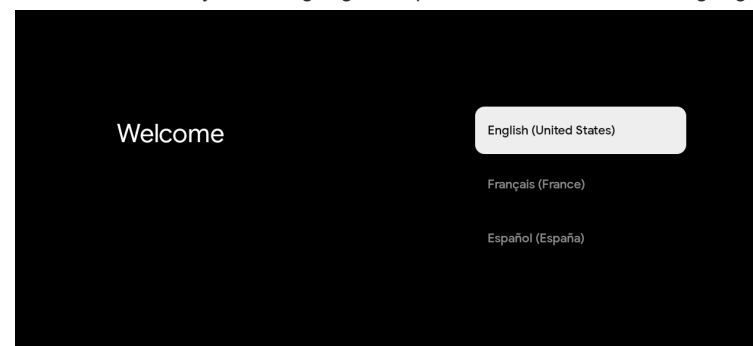 Welcome
English (United States)
Français (France)
Español (España)